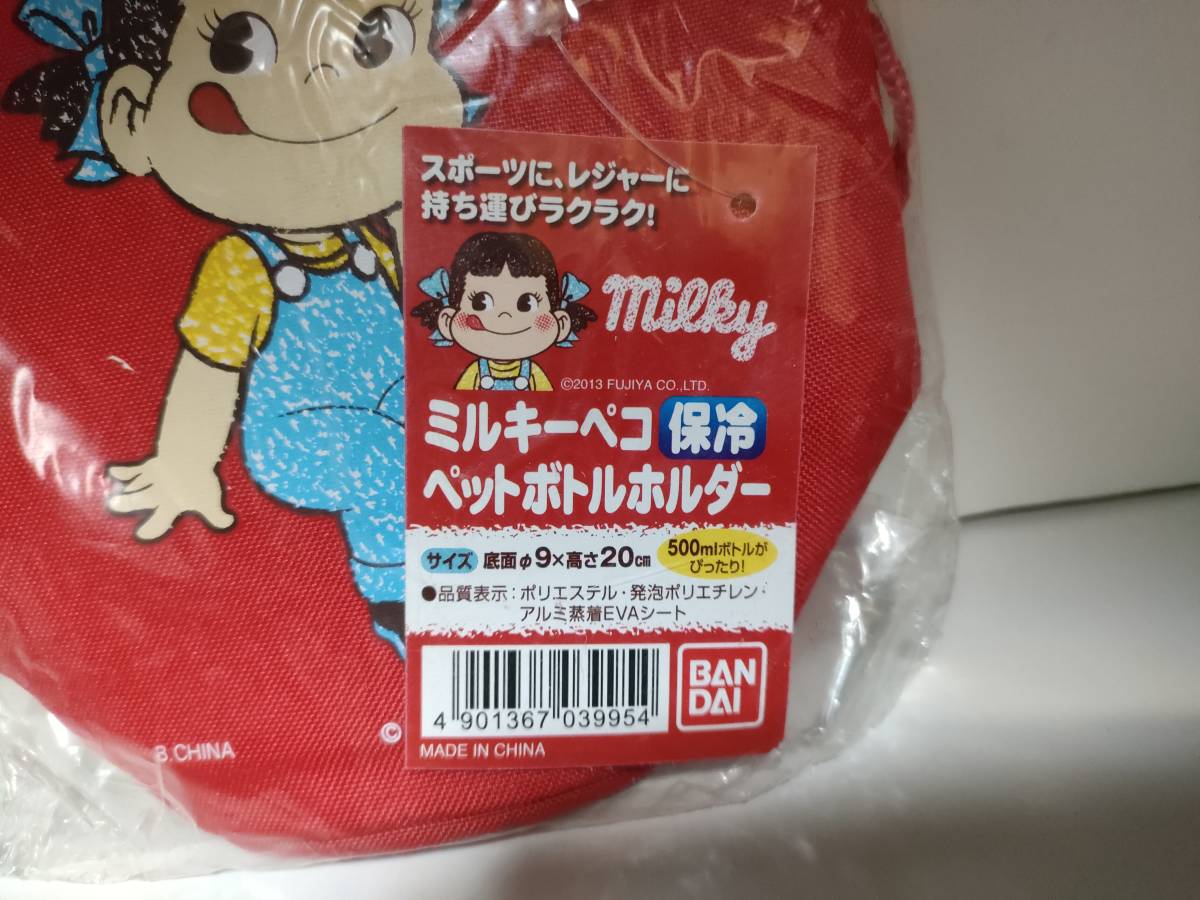 スポーツに、レジャーに
持ち運びラクラク!
milky
©2013 FUJIYA CO.,LTD.
ミルキーペコ 保冷
ペットボトルホルダー
サイズ 底面φ9×高さ20cm
500mlボトルが
ぴったり!
●品質表示:ポリエステル・発泡ポリエチレン・
アルミ蒸着EVAシート
4 901367 039954
BAN
DAI
MADE IN CHINA
B.CHINA
©